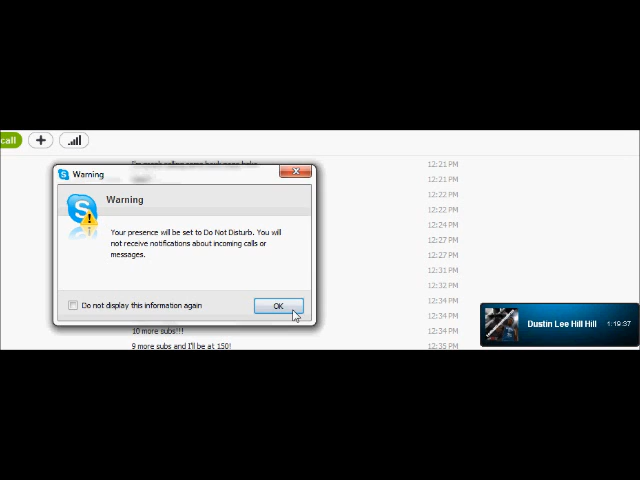 call
12:21 PM
Warning
12:21 PM
12:22 PM
Warning
12:22 PM
12:24 PM
Your presence will be set to Do Not Disturb. You will
12:27 PM
not receive notifications about incoming calls or
12:27 PM
messages.
12:31 PM
12:32 PM
Do not display this information again
OK
12:34 PM
12:34 PM
Dustin Lee Hill Hill 1:19:37
10 more subs!!!
12:34 PM
9 more subs and I'll be at 150!
12:35 PM